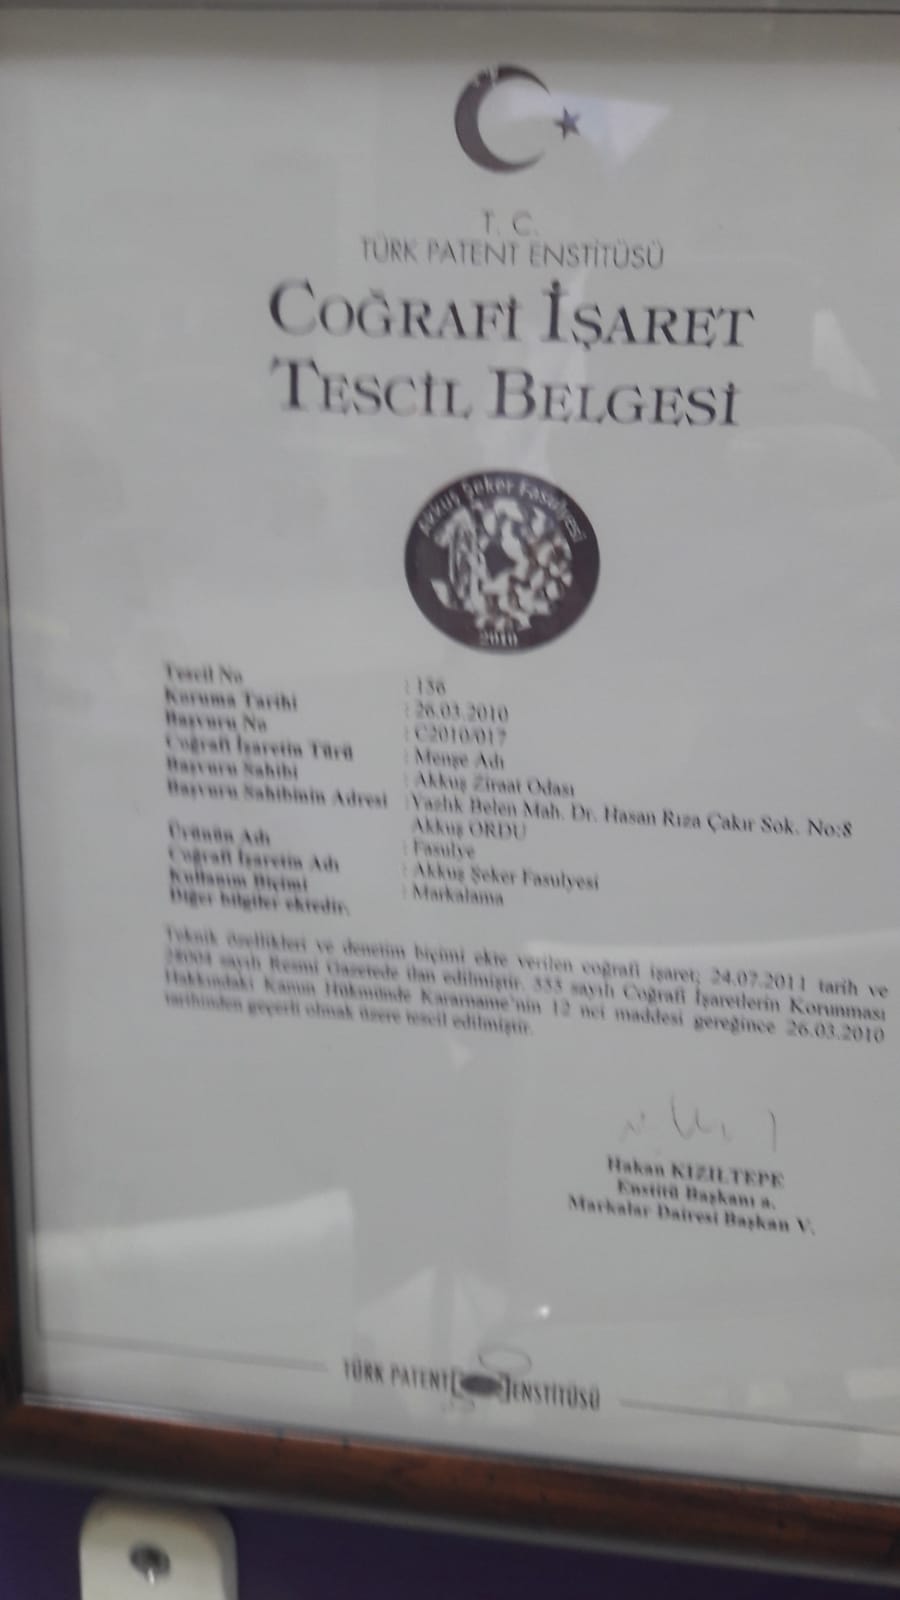 T. C.
TÜRK PATENT ENSTİTÜSÜ
COĞRAFİ İŞARET
TESCİL BELGESİ
Akkuş Şeker Fasulyesi
2010
Tescil No : 136
Koruma Tarihi : 26.03.2010
Başvuru No : C2010/017
Coğrafi İşaretin Türü : Menşe Adı
Başvuru Sahibi : Akkuş Ziraat Odası
Başvuru Sahibinin Adresi : Yazlık Belen Mah. Dr. Hasan Rıza Çakır Sok. No:8
Akkuş ORDU
Ürünün Adı : Fasulye
Coğrafi İşaretin Adı : Akkuş Şeker Fasulyesi
Kullanım Biçimi : Markalama
Diğer bilgiler ektedir.
Teknik özellikleri ve denetim biçimi ekte verilen coğrafi işaret; 24.07.2011 tarih ve
28004 sayılı Resmi Gazetede ilan edilmiştir. 555 sayılı Coğrafi İşaretlerin Korunması
Hakkındaki Kanun Hükmünde Kararname'nin 12 nci maddesi gereğince 26.03.2010
tarihinden geçerli olmak üzere tescil edilmiştir.
Hakan KIZILTEPE
Enstitü Başkanı a.
Markalar Dairesi Başkan V.
TÜRK PATENT ENSTİTÜSÜ